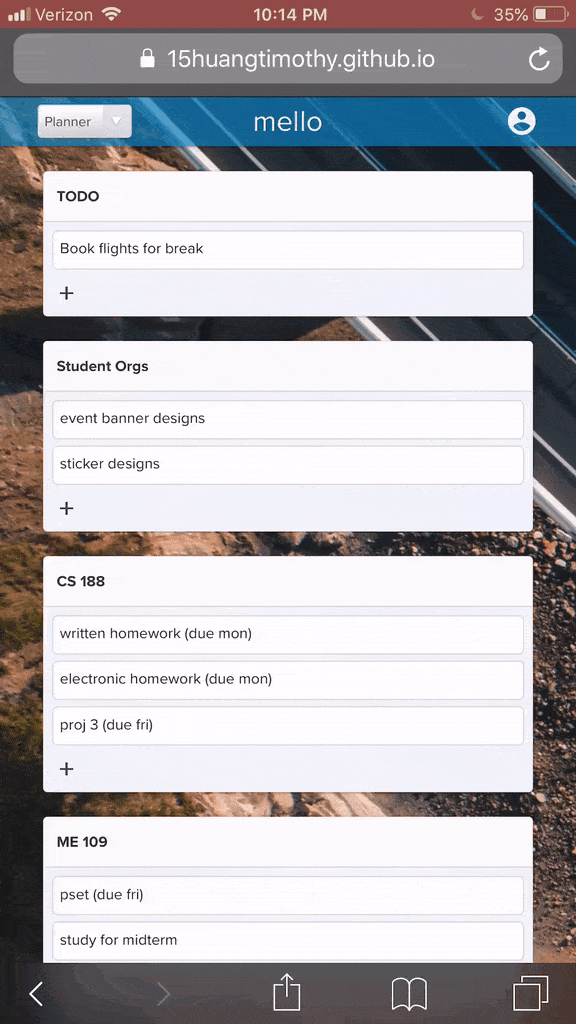 Verizon 10:14 PM 35%
15huangtimothy.github.io
Planner mello
TODO
Book flights for break
+
Student Orgs
event banner designs
sticker designs
+
CS 188
written homework (due mon)
electronic homework (due mon)
proj 3 (due fri)
+
ME 109
pset (due fri)
study for midterm